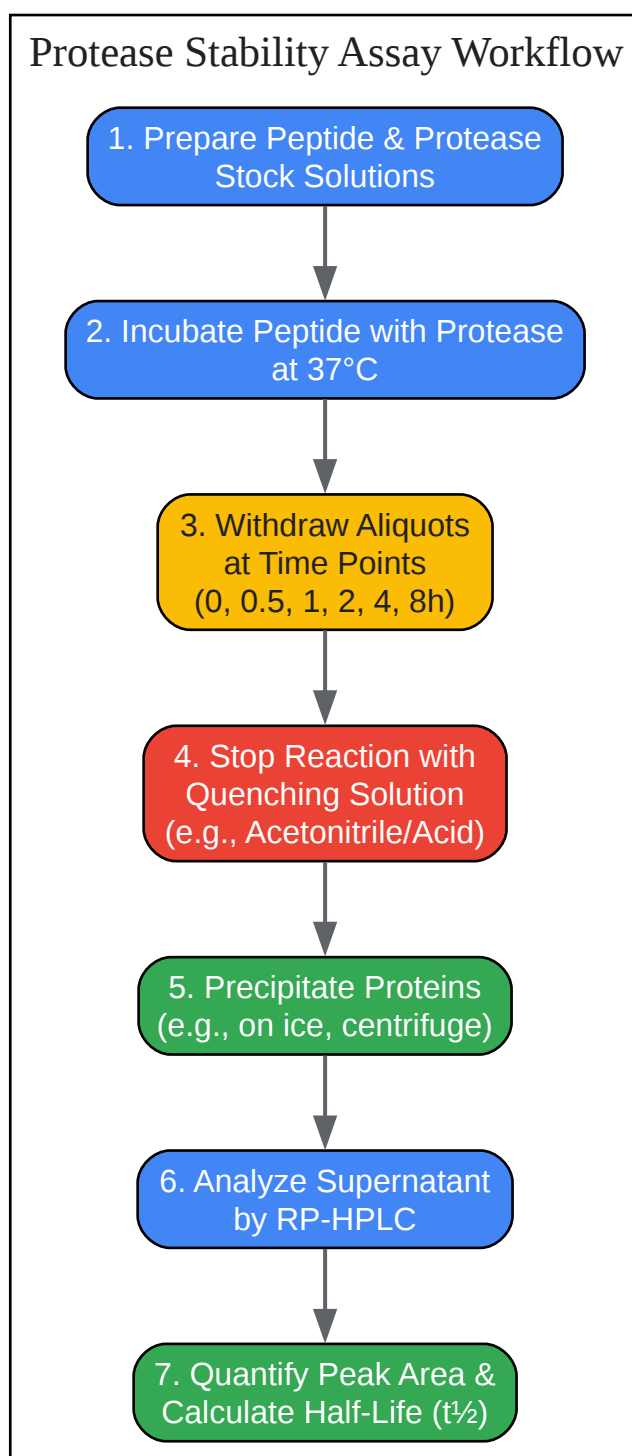 Protease Stability Assay Workflow
1. Prepare Peptide & Protease
Stock Solutions
2. Incubate Peptide with Protease
at 37°C
3. Withdraw Aliquots
at Time Points
(0, 0.5, 1, 2, 4, 8h)
4. Stop Reaction with
Quenching Solution
(e.g., Acetonitrile/Acid)
5. Precipitate Proteins
(e.g., on ice, centrifuge)
6. Analyze Supernatant
by RP-HPLC
7. Quantify Peak Area &
Calculate Half-Life (t½)